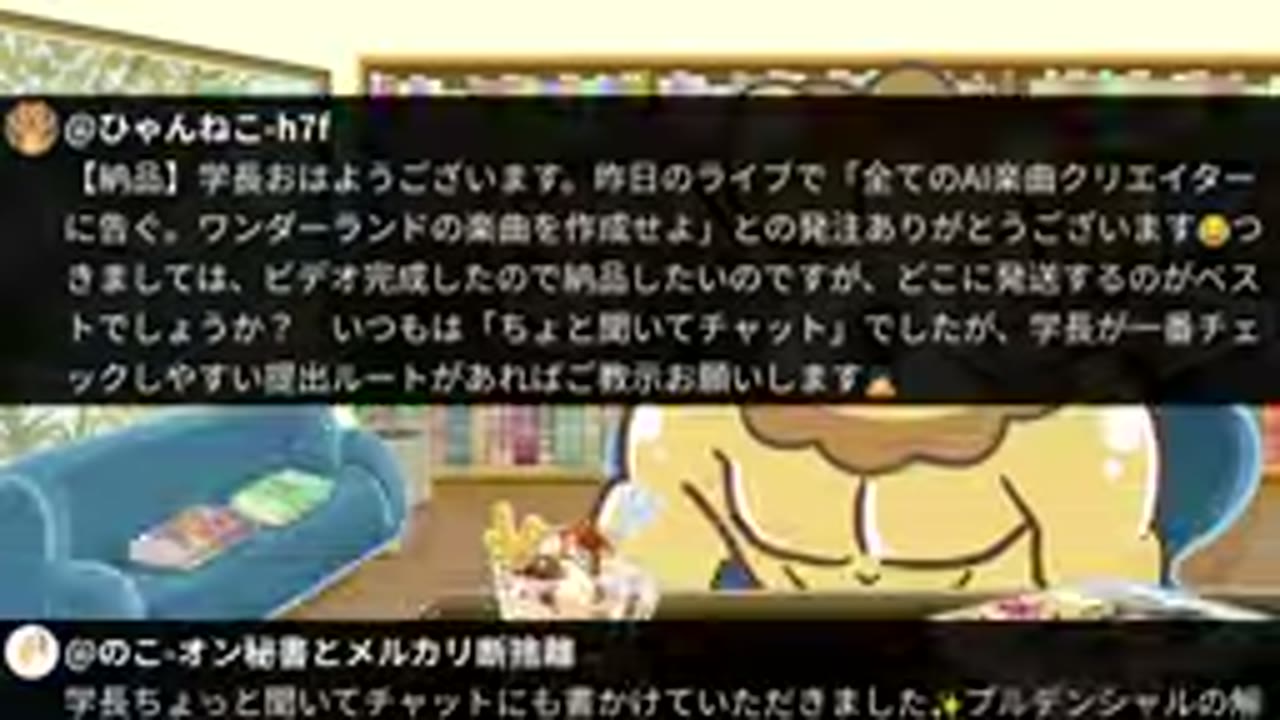 @ひゃんねこ-h7f
【納品】学長おはようございます。昨日のライブで「全てのAI楽曲クリエイター
に告ぐ。ワンダーランドの楽曲を作成せよ」との発注ありがとうございます😂つ
きましては、ビデオ完成したので納品したいのですが、どこに発送するのがベス
トでしょうか？　いつもは「ちょと聞いてチャット」でしたが、学長が一番チェ
ックしやすい提出ルートがあればご教示お願いします🙇
@のこ-オン秘書とメルカリ断捨離
学長ちょっと聞いてチャットにも書かけていただきました✨プルデンシャルの解